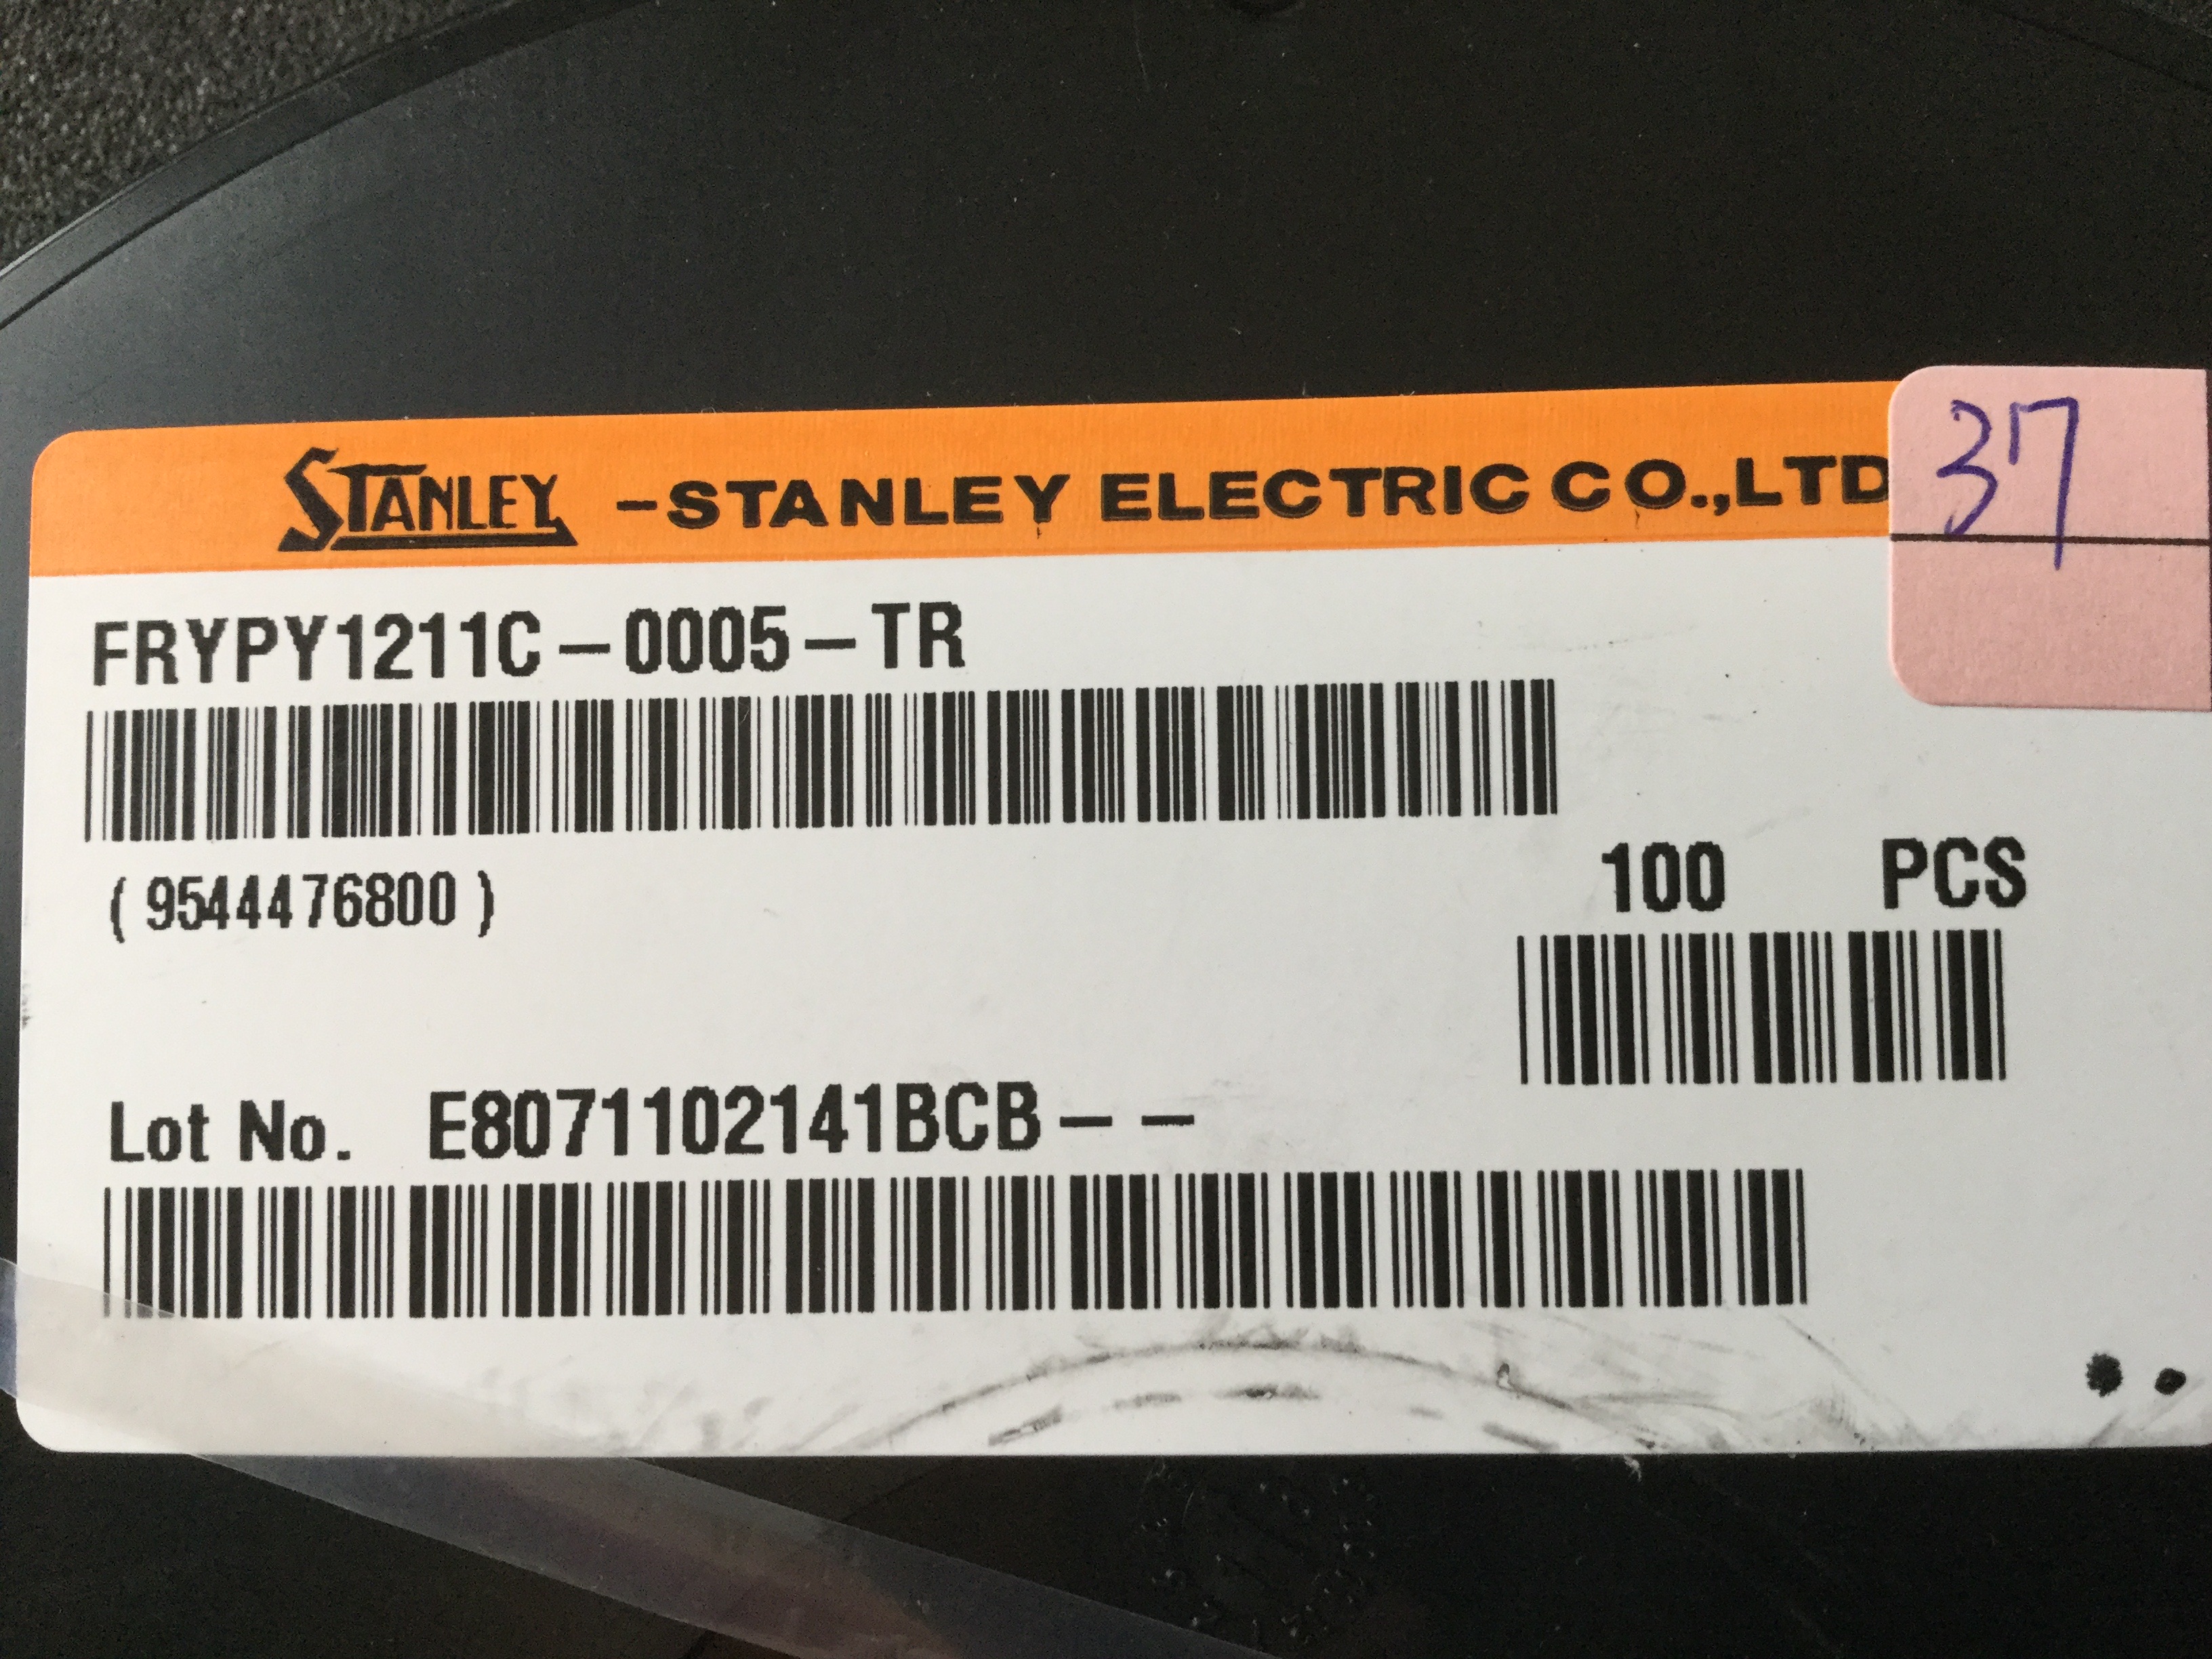 STANLEY -STANLEY ELECTRIC CO.,LTD
37
FRYPY1211C-0005-TR
(9544476800)
100 PCS
Lot No. E8071102141BCB--